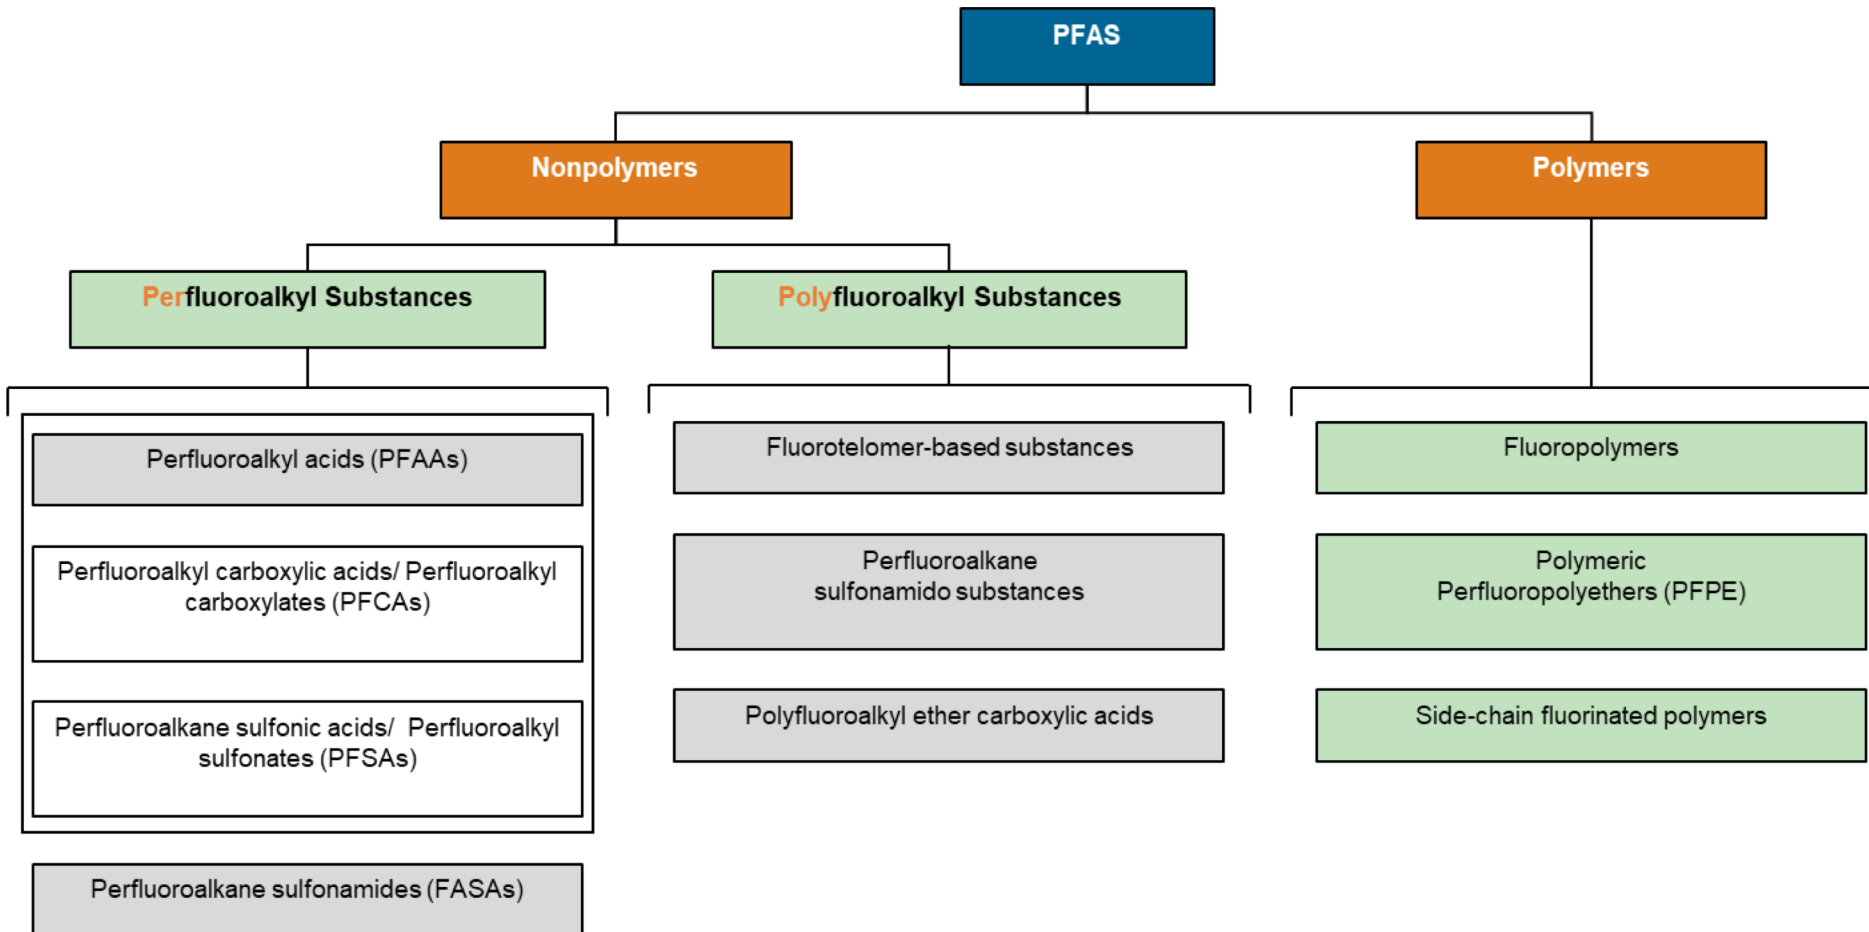 PFAS
Nonpolymers
Polymers
Perfluoroalkyl Substances
Polyfluoroalkyl Substances
Perfluoroalkyl acids (PFAAs)
Perfluoroalkyl carboxylic acids/ Perfluoroalkyl
carboxylates (PFCAs)
Perfluoroalkane sulfonic acids/ Perfluoroalkyl
sulfonates (PFSAs)
Perfluoroalkane sulfonamides (FASAs)
Fluorotelomer-based substances
Perfluoroalkane
sulfonamido substances
Polyfluoroalkyl ether carboxylic acids
Fluoropolymers
Polymeric
Perfluoropolyethers (PFPE)
Side-chain fluorinated polymers